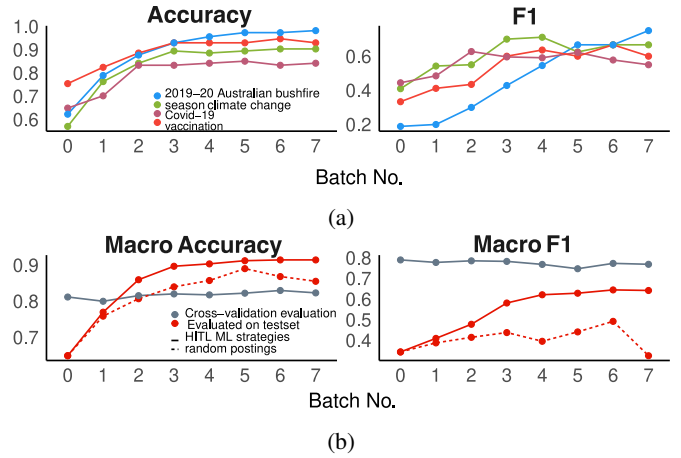 Accuracy
F1
1.0
0.9
0.8
0.7
0.6
2019–20 Australian bushfire
season climate change
Covid–19
vaccination
0 1 2 3 4 5 6 7
0.6
0.4
0.2
0 1 2 3 4 5 6 7
Batch No.
(a)
Macro Accuracy
Macro F1
0.9
0.8
0.7
Cross–validation evaluation
Evaluated on testset
HITL ML strategies
random postings
0 1 2 3 4 5 6 7
0.8
0.7
0.6
0.5
0.4
0 1 2 3 4 5 6 7
Batch No.
(b)